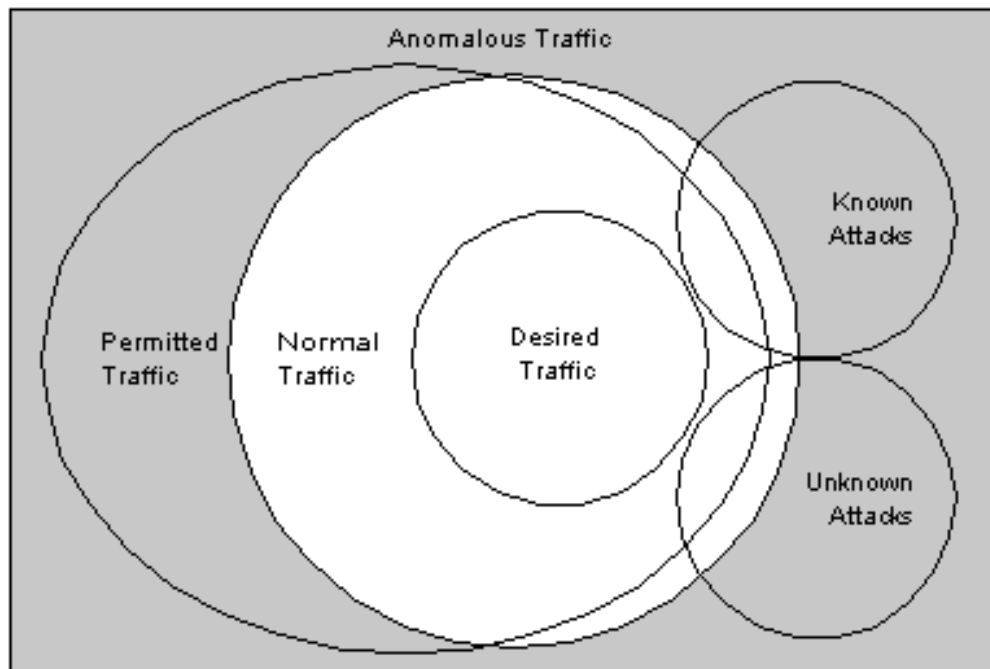 Anomalous Traffic
Known
Attacks
Permitted
Traffic
Normal
Traffic
Desired
Traffic
Unknown
Attacks